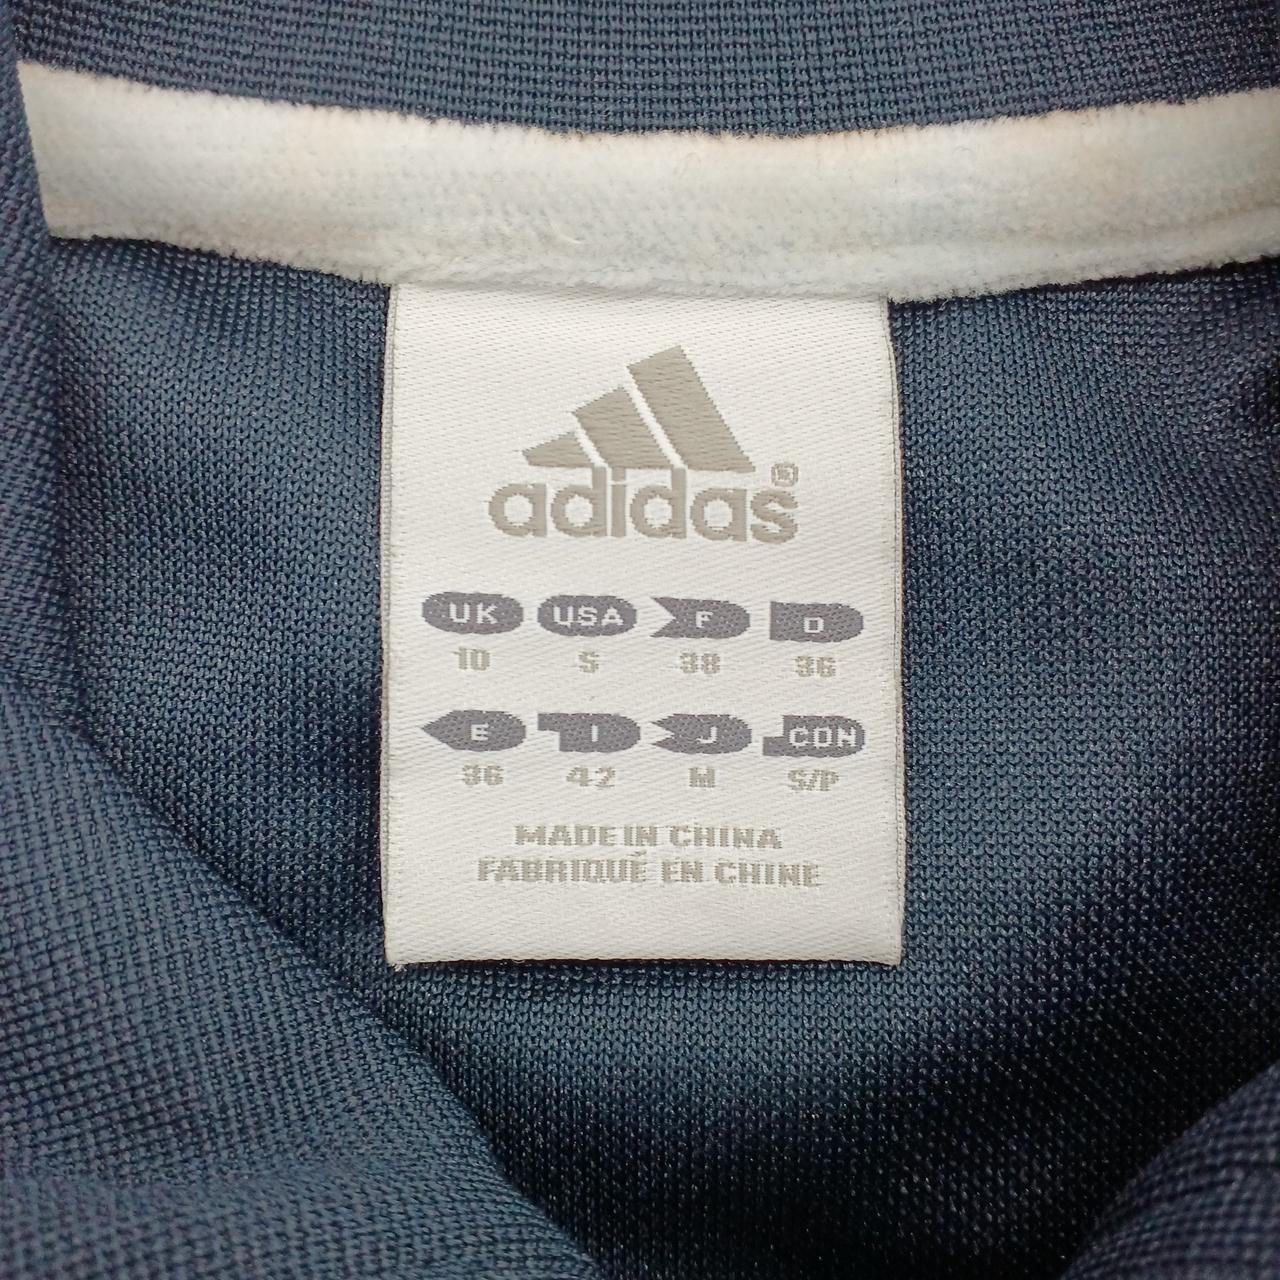 adidas®
UK USA F D
10 S 38 36
E I J CDN
36 42 M S/P
MADE IN CHINA
FABRIQUÉ EN CHINE